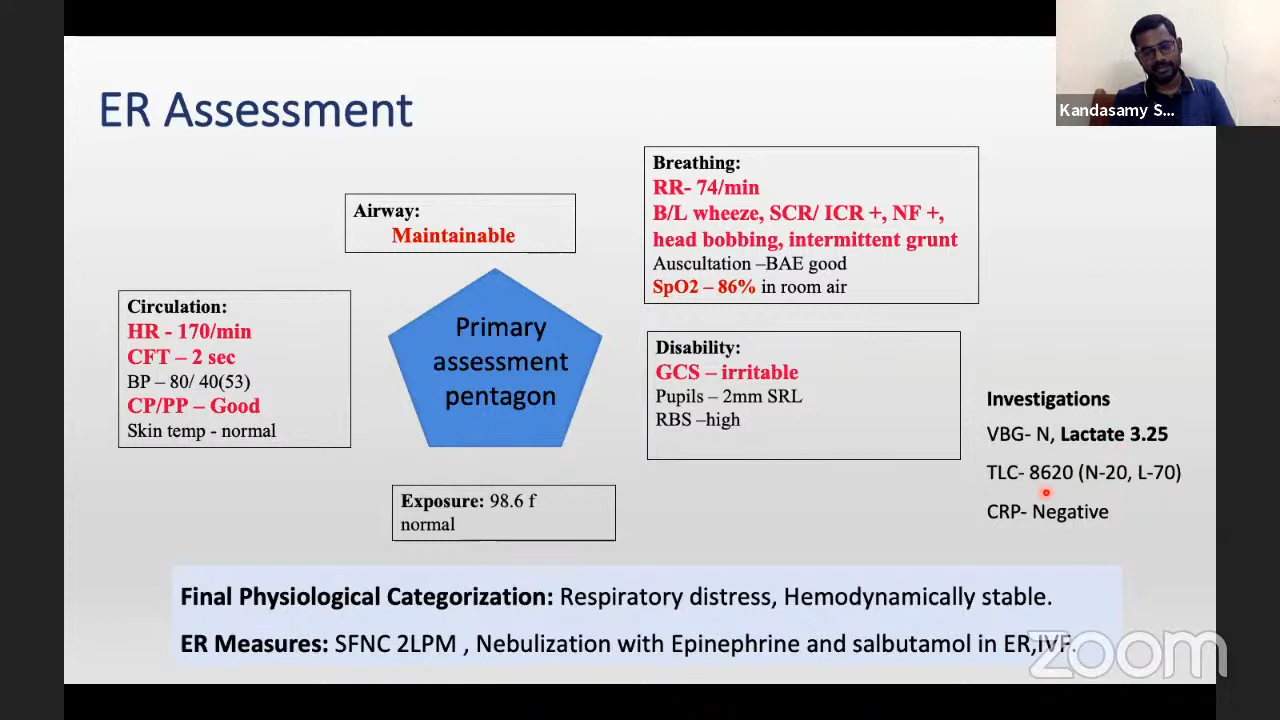 ER Assessment
Kandasamy S...
Airway:
Maintainable
Breathing:
RR- 74/min
B/L wheeze, SCR/ ICR +, NF +,
head bobbing, intermittent grunt
Auscultation –BAE good
SpO2 – 86% in room air
Circulation:
HR - 170/min
CFT – 2 sec
BP – 80/ 40(53)
CP/PP – Good
Skin temp - normal
Primary
assessment
pentagon
Disability:
GCS – irritable
Pupils – 2mm SRL
RBS –high
Investigations
VBG- N, Lactate 3.25
TLC- 8620 (N-20, L-70)
CRP- Negative
Exposure: 98.6 f
normal
Final Physiological Categorization: Respiratory distress, Hemodynamically stable.
ER Measures: SFNC 2LPM , Nebulization with Epinephrine and salbutamol in ER,IVF.
zoom